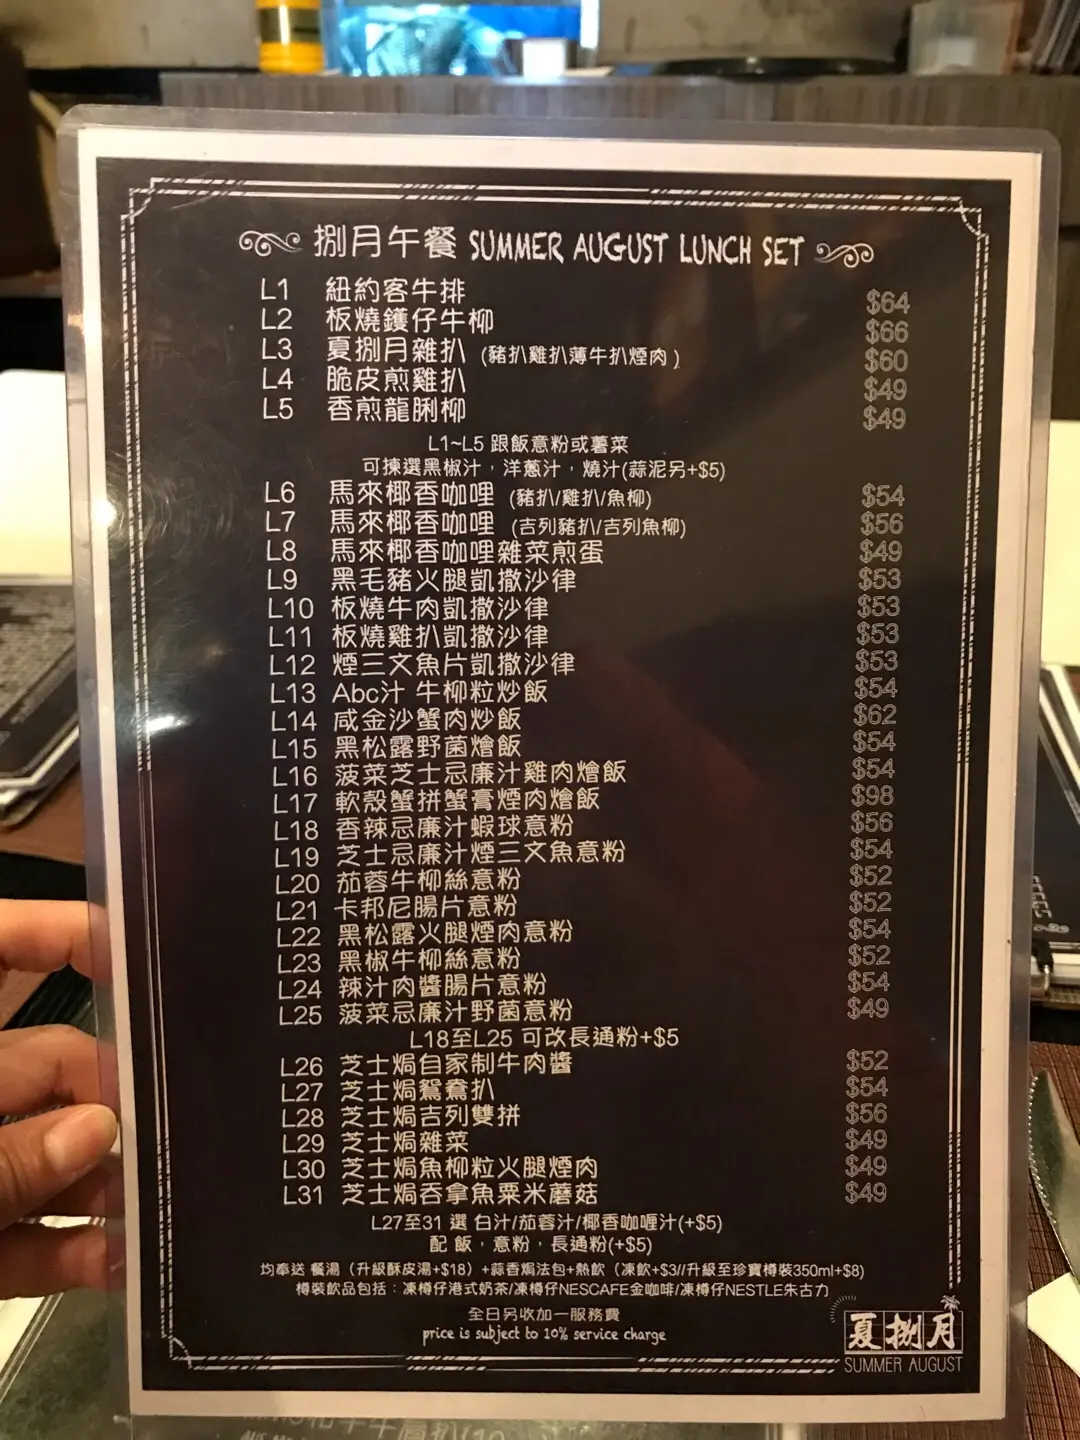 捌月午餐 SUMMER AUGUST LUNCH SET
L1 紐約客牛排 $64
L2 板燒鑊仔牛柳 $66
L3 夏捌月雜扒 (豬扒雞扒薄牛扒煙肉) $60
L4 脆皮煎雞扒 $49
L5 香煎龍脷柳 $49
L1~L5 跟飯意粉或薯菜
可揀選黑椒汁，洋蔥汁，燒汁(蒜泥另+$5)
L6 馬來椰香咖哩 (豬扒/雞扒/魚柳) $54
L7 馬來椰香咖哩 (吉列豬扒/吉列魚柳) $56
L8 馬來椰香咖哩雜菜煎蛋 $49
L9 黑毛豬火腿凱撒沙律 $53
L10 板燒牛肉凱撒沙律 $53
L11 板燒雞扒凱撒沙律 $53
L12 煙三文魚片凱撒沙律 $53
L13 Abc汁 牛柳粒炒飯 $54
L14 咸金沙蟹肉炒飯 $62
L15 黑松露野菌燴飯 $54
L16 菠菜芝士忌廉汁雞肉燴飯 $54
L17 軟殼蟹拼蟹膏煙肉燴飯 $98
L18 香辣忌廉汁蝦球意粉 $56
L19 芝士忌廉汁煙三文魚意粉 $54
L20 茄蓉牛柳絲意粉 $52
L21 卡邦尼腸片意粉 $52
L22 黑松露火腿煙肉意粉 $54
L23 黑椒牛柳絲意粉 $52
L24 辣汁肉醬腸片意粉 $54
L25 菠菜忌廉汁野菌意粉 $49
L18至L25 可改長通粉+$5
L26 芝士焗自家制牛肉醬 $52
L27 芝士焗鴛鴦扒 $54
L28 芝士焗吉列雙拼 $56
L29 芝士焗雜菜 $49
L30 芝士焗魚柳粒火腿煙肉 $49
L31 芝士焗吞拿魚粟米蘑菇 $49
L27至31 選 白汁/茄蓉汁/椰香咖喱汁(+$5)
配 飯，意粉，長通粉(+$5)
均奉送 餐湯（升級酥皮湯+$18）+蒜香焗法包+熱飲（凍飲+$3//升級至珍寶樽裝350ml+$8)
樽裝飲品包括：凍樽仔港式奶茶/凍樽仔NESCAFE金咖啡/凍樽仔NESTLE朱古力
全日另收加一服務費
price is subject to 10% service charge
夏捌月
SUMMER AUGUST